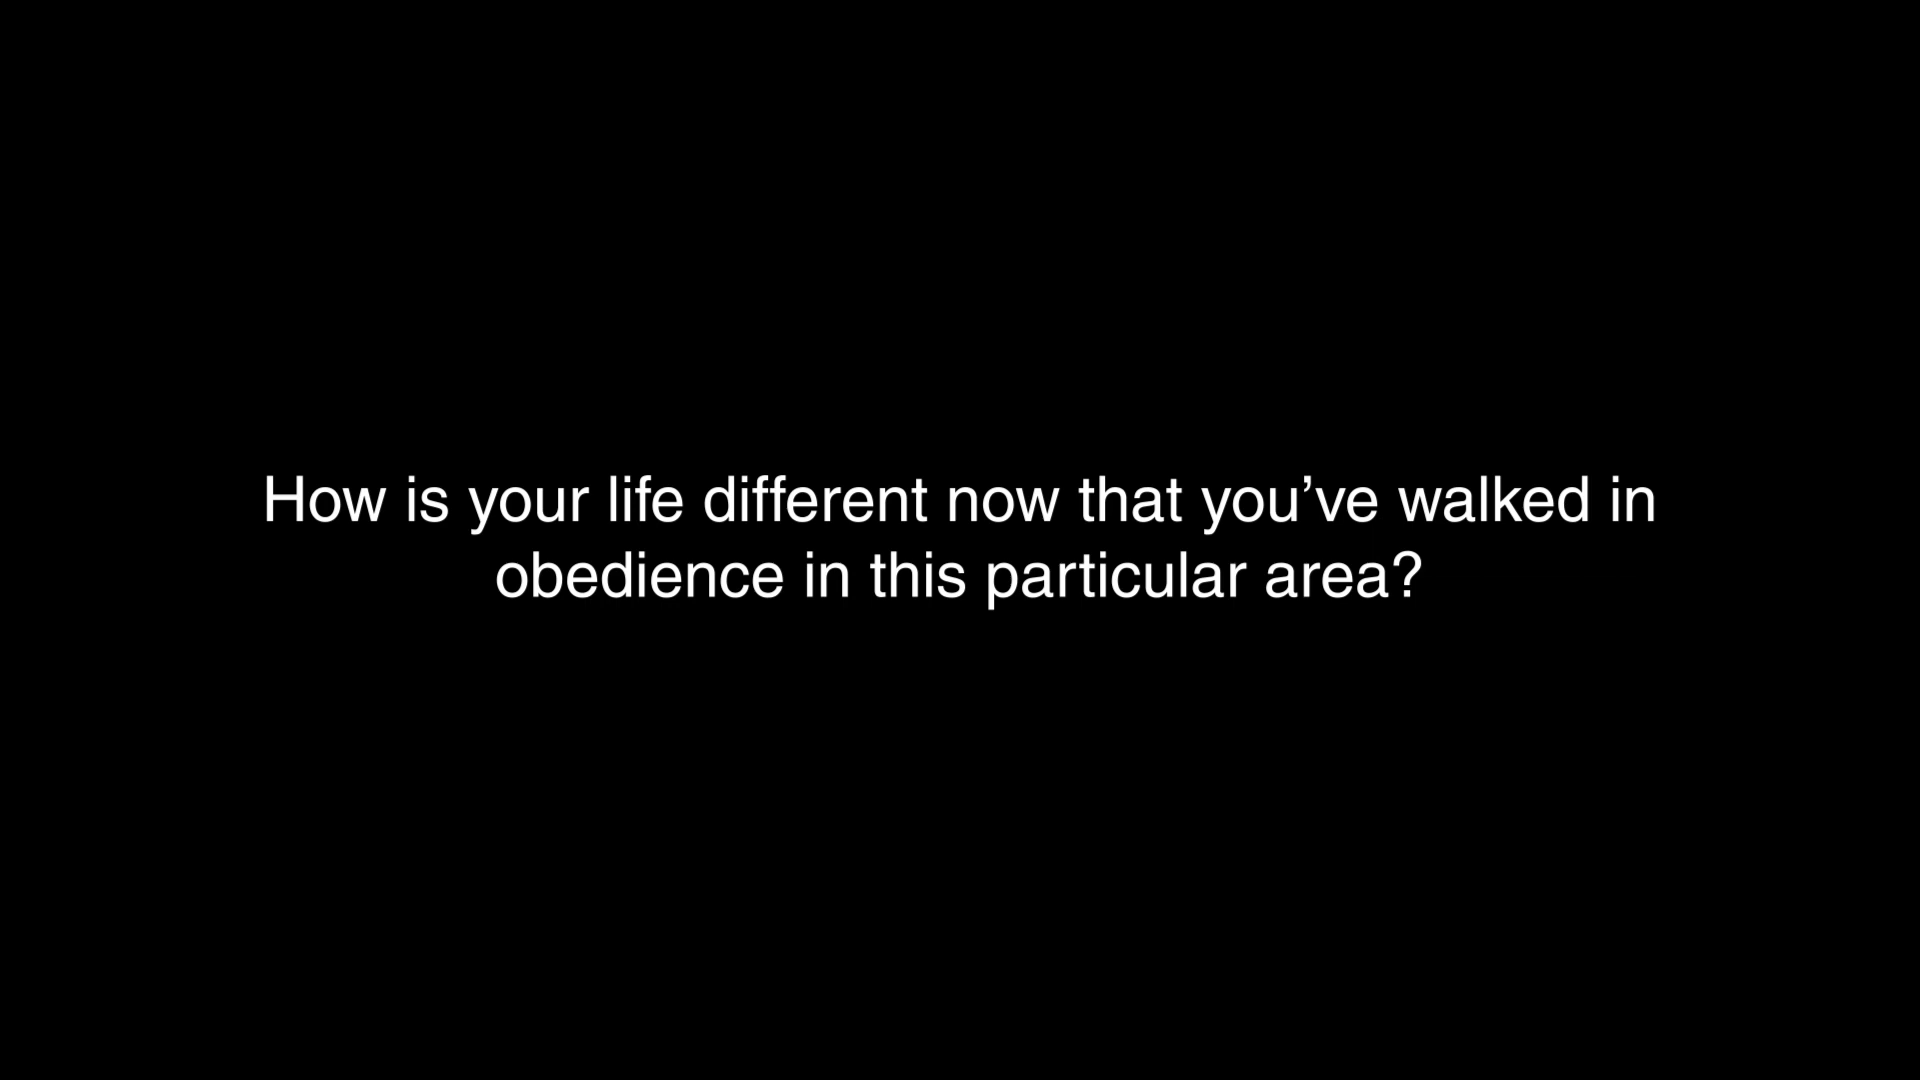 How is your life different now that you’ve walked in
obedience in this particular area?